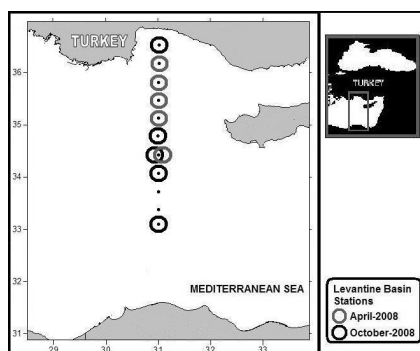 TURKEY
36
35
34
33
32
31
29
30
31
32
33
MEDITERRANEAN SEA
TURKEY
Levantine Basin
Stations
April-2008
October-2008